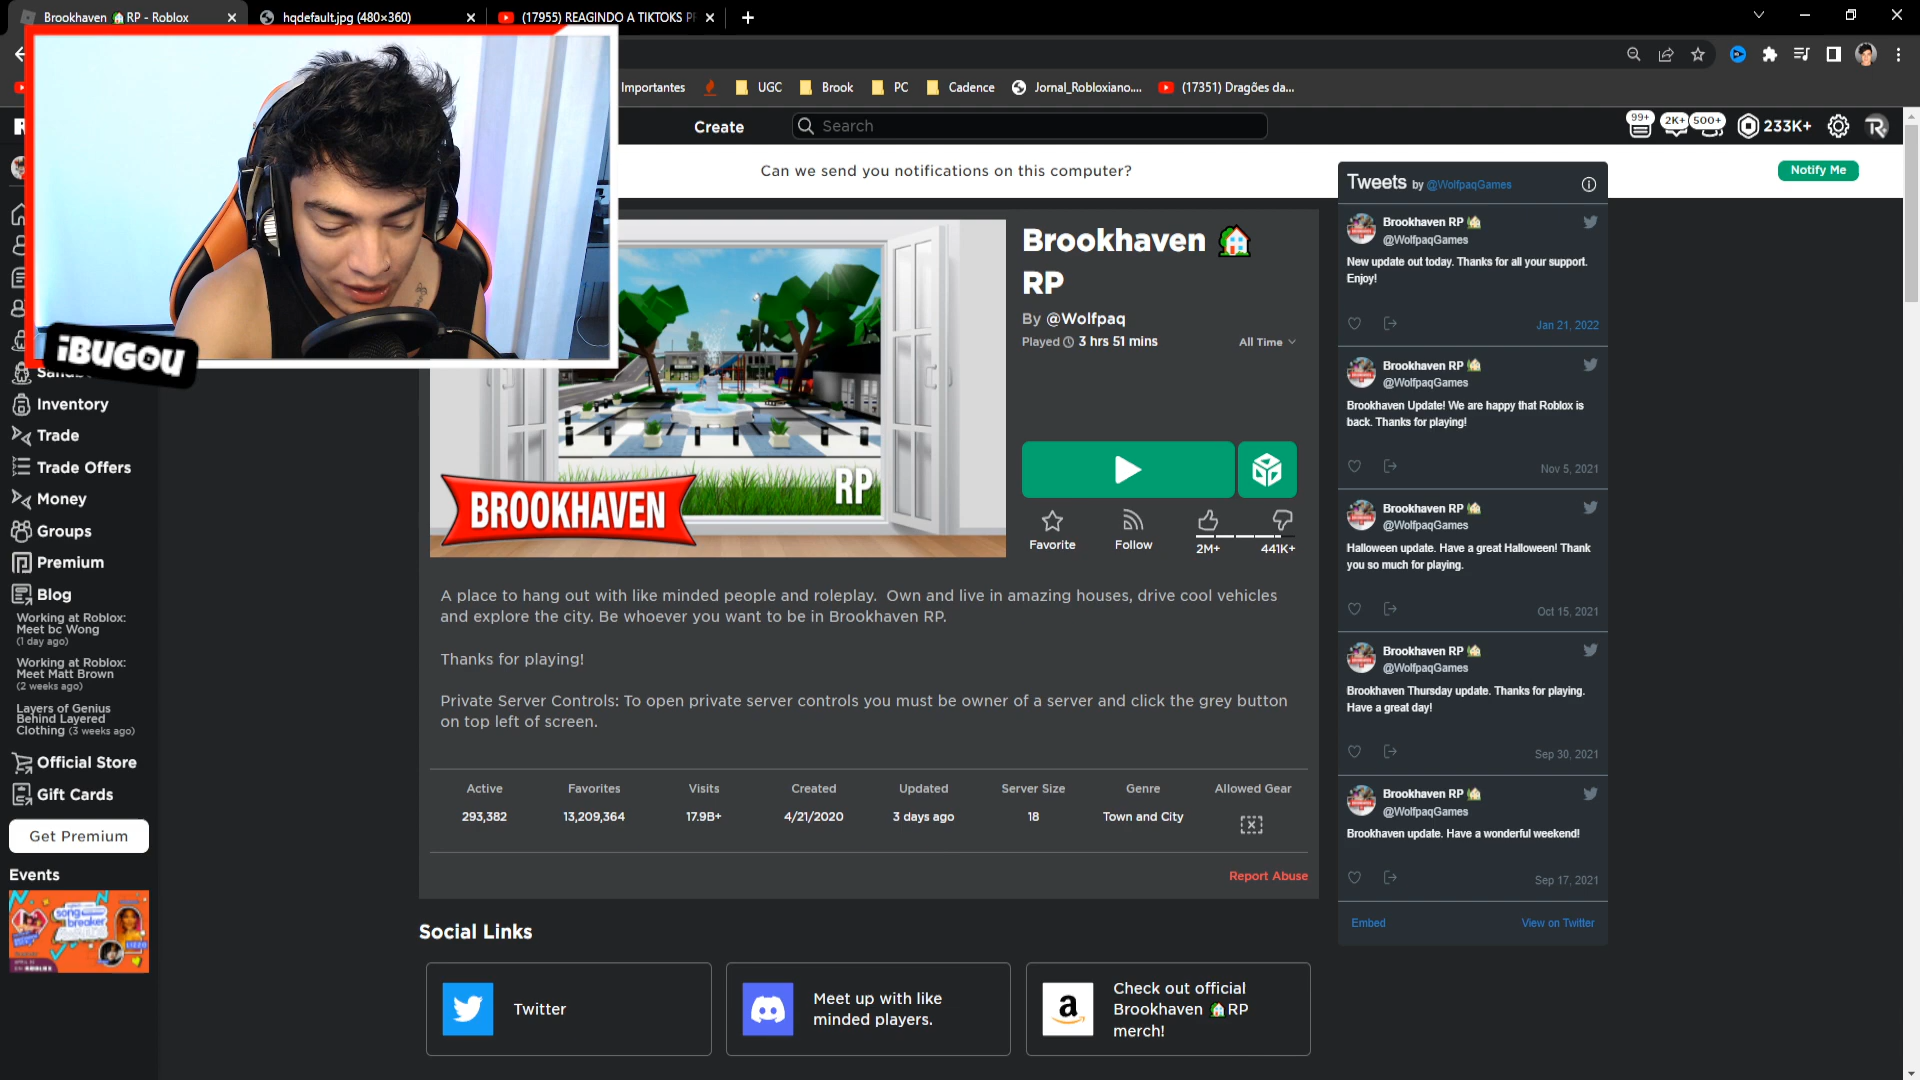 Brookhaven 🏠RP - Roblox
hqdefault.jpg (480×360)
(17955) REAGINDO A TIKTOKS
Importantes
UGC
Brook
PC
Cadence
Jornal_Robloxiano....
(17351) Dragões da...
Create
Search
99+
2K+
500+
233K+
Can we send you notifications on this computer?
Notify Me
iBUGOU
Inventory
Trade
Trade Offers
Money
Groups
Premium
Blog
Working at Roblox:
Meet bc Wong
(1 day ago)
Working at Roblox:
Meet Matt Brown
(2 weeks ago)
Layers of Genius
Behind Layered
Clothing (3 weeks ago)
Official Store
Gift Cards
Get Premium
Events
song
breaker
BROOKHAVEN
RP
Brookhaven 🏠
RP
By @Wolfpaq
Played 3 hrs 51 mins
All Time
Favorite
Follow
2M+
441K+
A place to hang out with like minded people and roleplay.  Own and live in amazing houses, drive cool vehicles
and explore the city. Be whoever you want to be in Brookhaven RP.
Thanks for playing!
Private Server Controls: To open private server controls you must be owner of a server and click the grey button
on top left of screen.
Active
Favorites
Visits
Created
Updated
Server Size
Genre
Allowed Gear
293,382
13,209,364
17.9B+
4/21/2020
3 days ago
18
Town and City
Report Abuse
Social Links
Twitter
Meet up with like
minded players.
Check out official
Brookhaven 🏠RP
merch!
Tweets by @WolfpaqGames
Brookhaven RP 🏠
@WolfpaqGames
New update out today. Thanks for all your support.
Enjoy!
Jan 21, 2022
Brookhaven RP 🏠
@WolfpaqGames
Brookhaven Update! We are happy that Roblox is
back. Thanks for playing!
Nov 5, 2021
Brookhaven RP 🏠
@WolfpaqGames
Halloween update. Have a great Halloween! Thank
you so much for playing.
Oct 15, 2021
Brookhaven RP 🏠
@WolfpaqGames
Brookhaven Thursday update. Thanks for playing.
Have a great day!
Sep 30, 2021
Brookhaven RP 🏠
@WolfpaqGames
Brookhaven update. Have a wonderful weekend!
Sep 17, 2021
Embed
View on Twitter